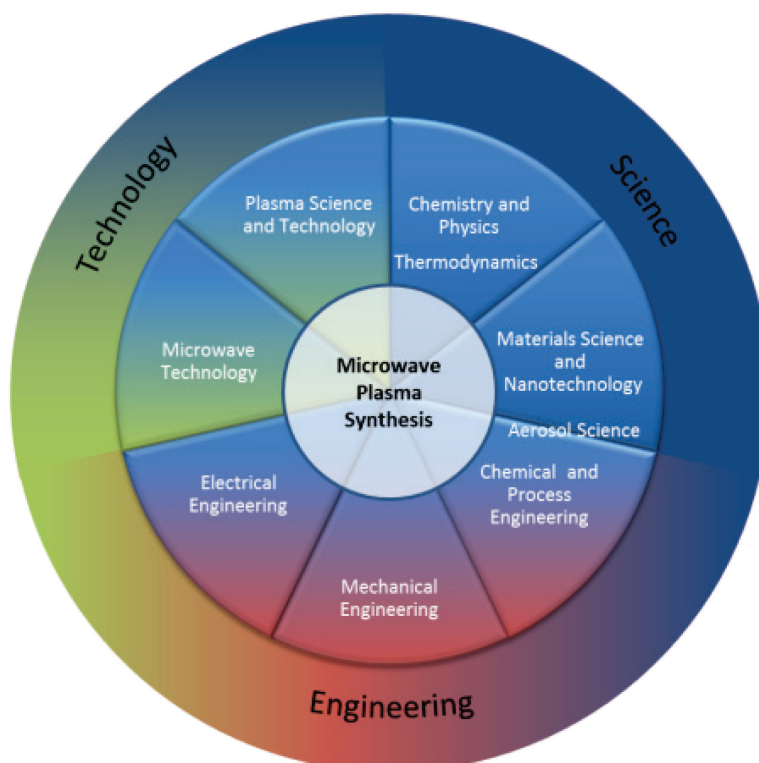 Technology
Science
Plasma Science
and Technology
Chemistry and
Physics
Thermodynamics
Microwave
Technology
Materials Science
and
Nanotechnology
Microwave
Plasma
Synthesis
Aerosol Science
Chemical and
Process
Engineering
Electrical
Engineering
Mechanical
Engineering
Engineering